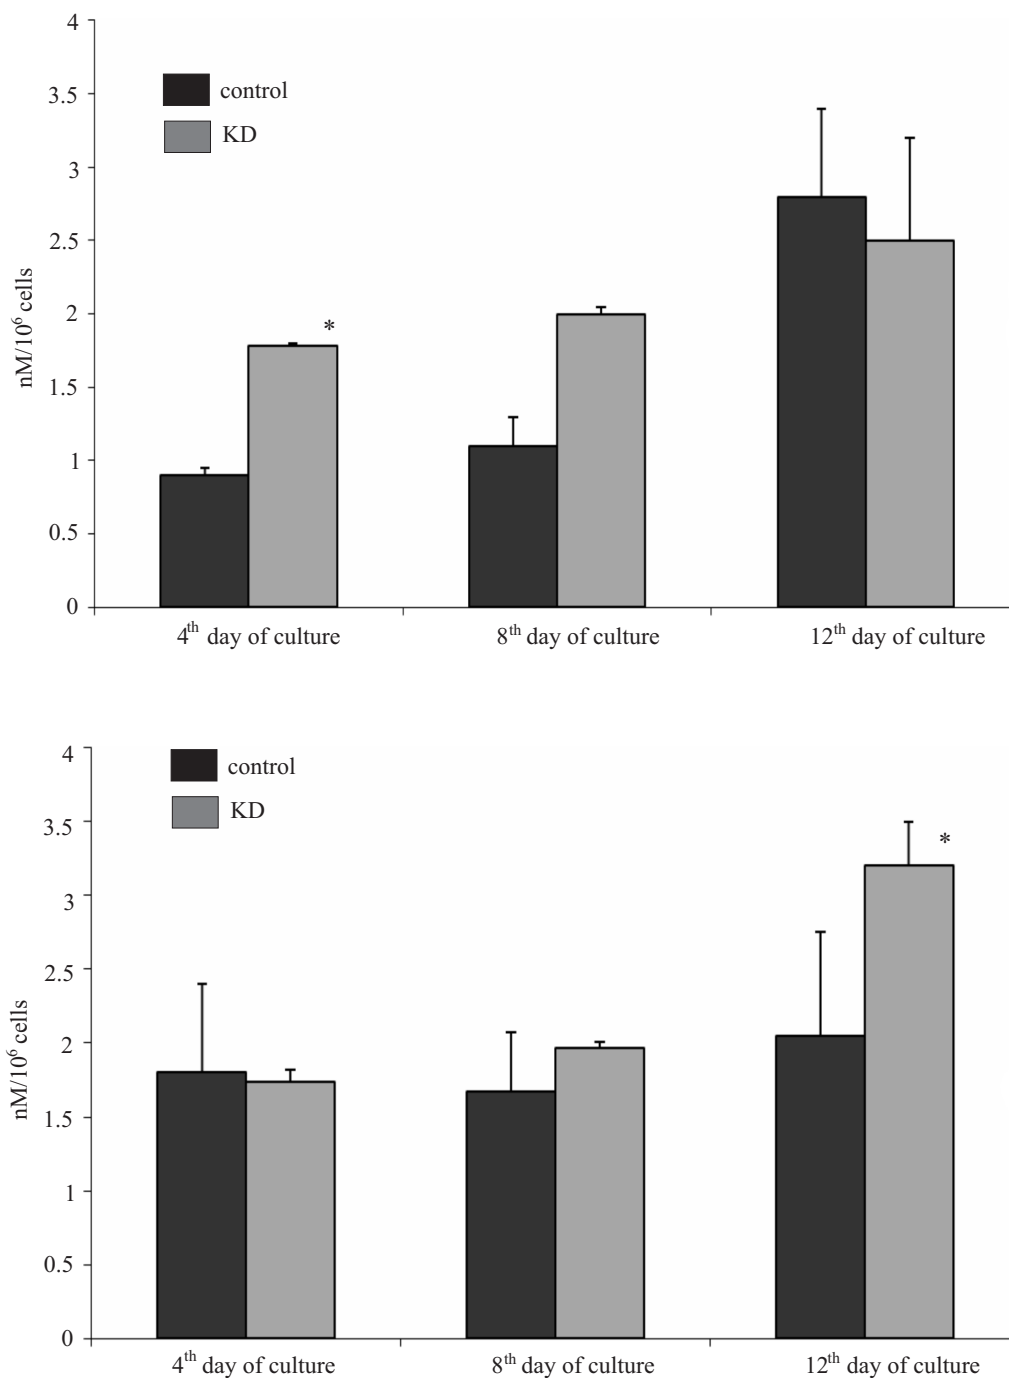 4
3.5
control
KD
3
2.5
nM/10⁶ cells
2
*
1.5
1
0.5
0
4ᵗʰ day of culture 8ᵗʰ day of culture 12ᵗʰ day of culture
4
control
KD
3.5
*
3
2.5
nM/10⁶ cells
2
1.5
1
0.5
0
4ᵗʰ day of culture 8ᵗʰ day of culture 12ᵗʰ day of culture